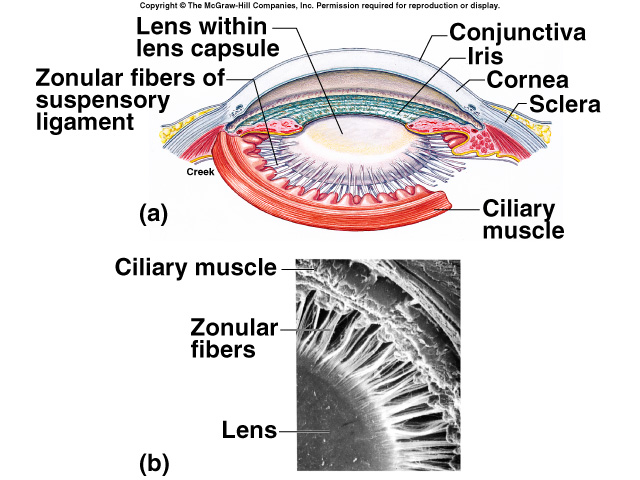 Copyright © The McGraw-Hill Companies, Inc. Permission required for reproduction or display.
Lens within
lens capsule
Conjunctiva
Iris
Zonular fibers of
suspensory
ligament
Cornea
Sclera
Creek
(a)
Ciliary
muscle
Ciliary muscle
Zonular
fibers
Lens
(b)